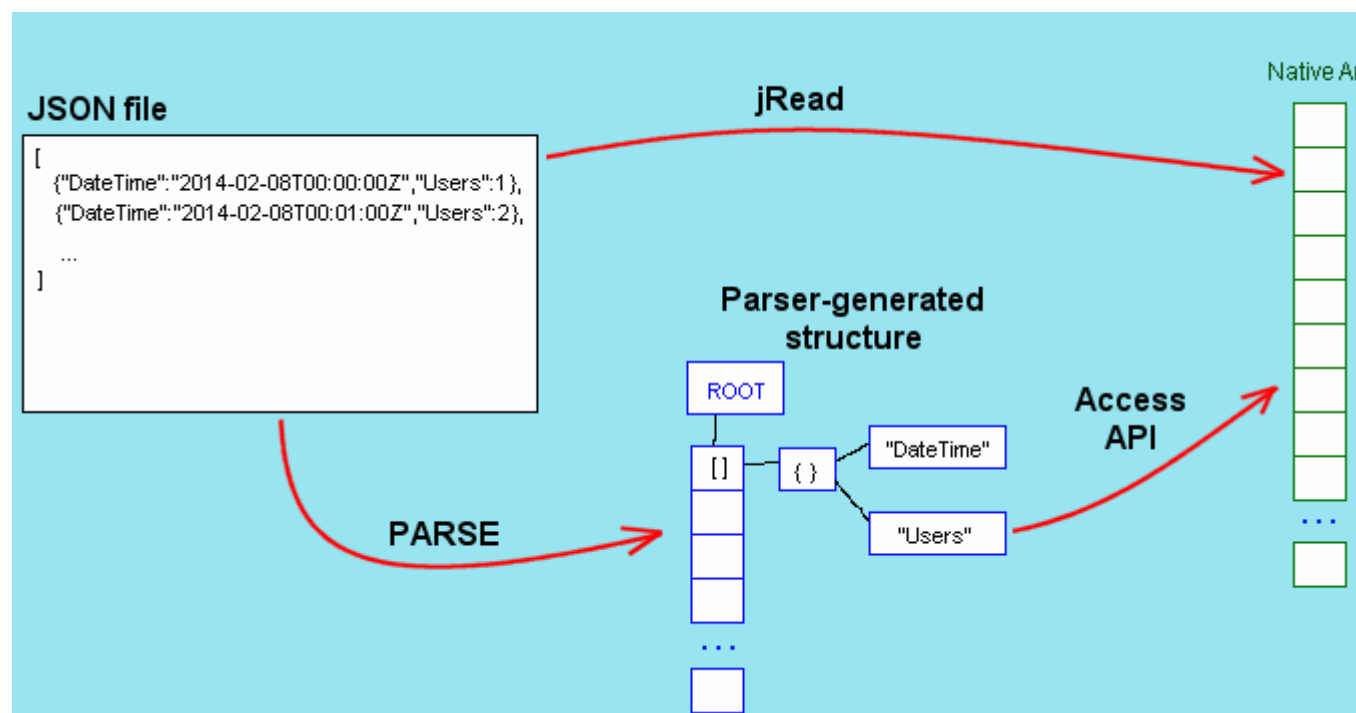 Native Ar
jRead
JSON file
[
{"DateTime":"2014-02-08T00:00:00Z","Users":1},
{"DateTime":"2014-02-08T00:01:00Z","Users":2},
...
]
Parser-generated
structure
ROOT
Access
API
"DateTime"
[ ]
{ }
PARSE
"Users"
...
...